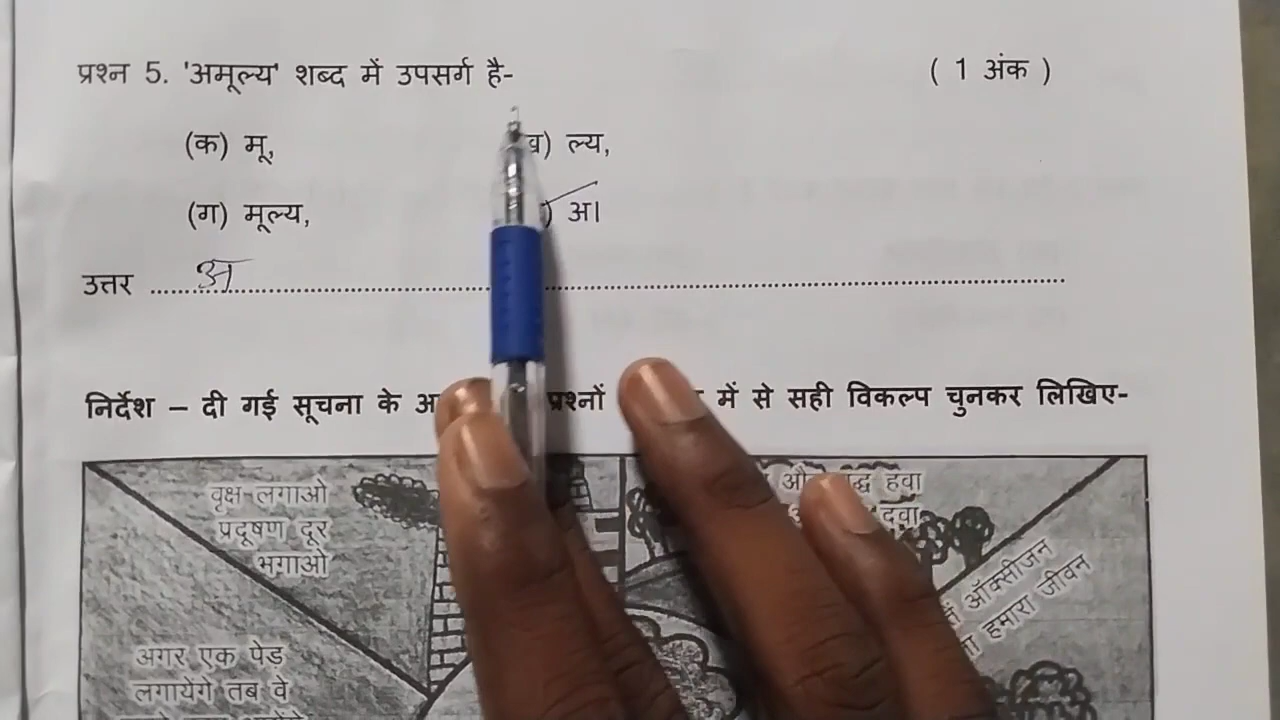 प्रश्न 5. 'अमूल्य' शब्द में उपसर्ग है- ( 1 अंक )
(क) मू, ल्य,
(ग) मूल्य, अ।
उत्तर अ
निर्देश – दी गई सूचना के प्रश्नों में से सही विकल्प चुनकर लिखिए-
वृक्ष लगाओ
प्रदूषण दूर
भगाओ
हवा
दवा
ऑक्सीजन
हमारा जीवन
अगर एक पेड़
लगायेगे तब वे